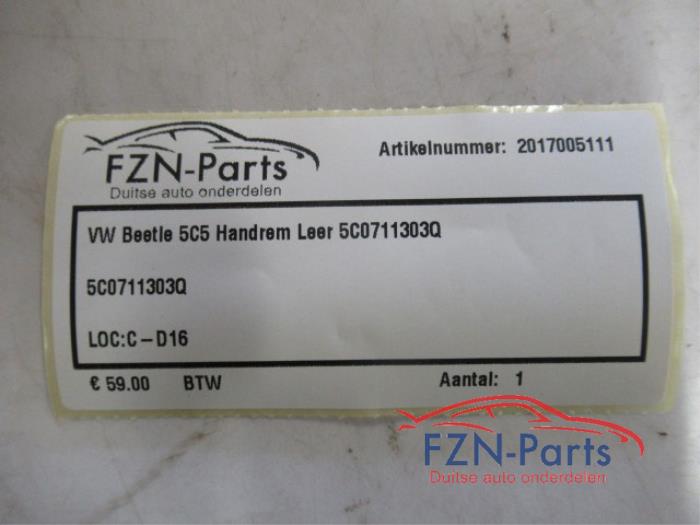 FZN-Parts
Duitse auto onderdelen
Artikelnummer: 2017005111
VW Beetle 5C5 Handrem Leer 5C0711303Q
5C0711303Q
LOC:C-D16
€ 59.00 BTW
Aantal: 1
FZN-Parts
Duitse auto onderdelen